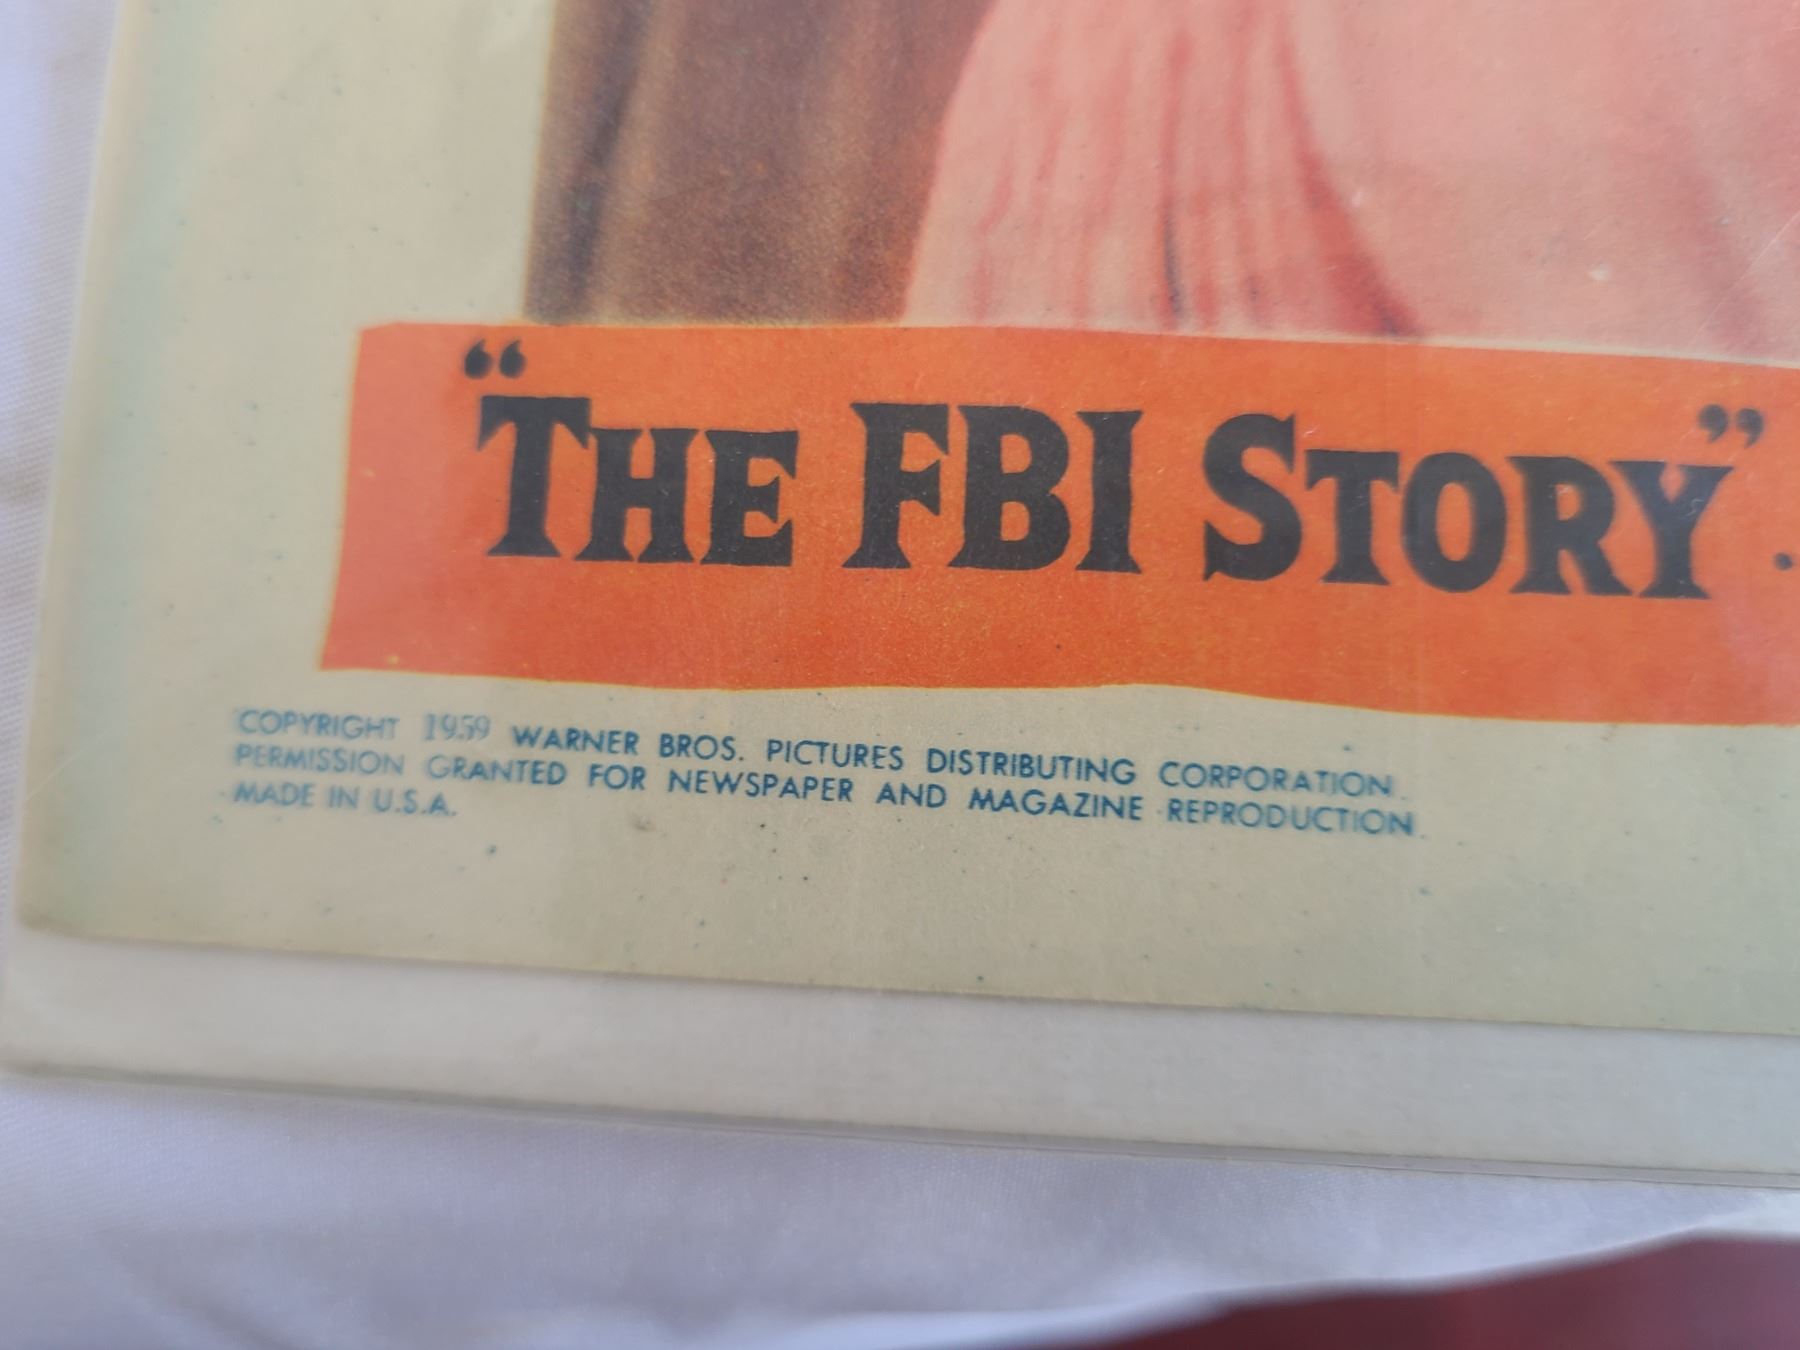 “THE FBI STORY” .
COPYRIGHT 1959 WARNER BROS. PICTURES DISTRIBUTING CORPORATION.
PERMISSION GRANTED FOR NEWSPAPER AND MAGAZINE REPRODUCTION.
MADE IN U.S.A.